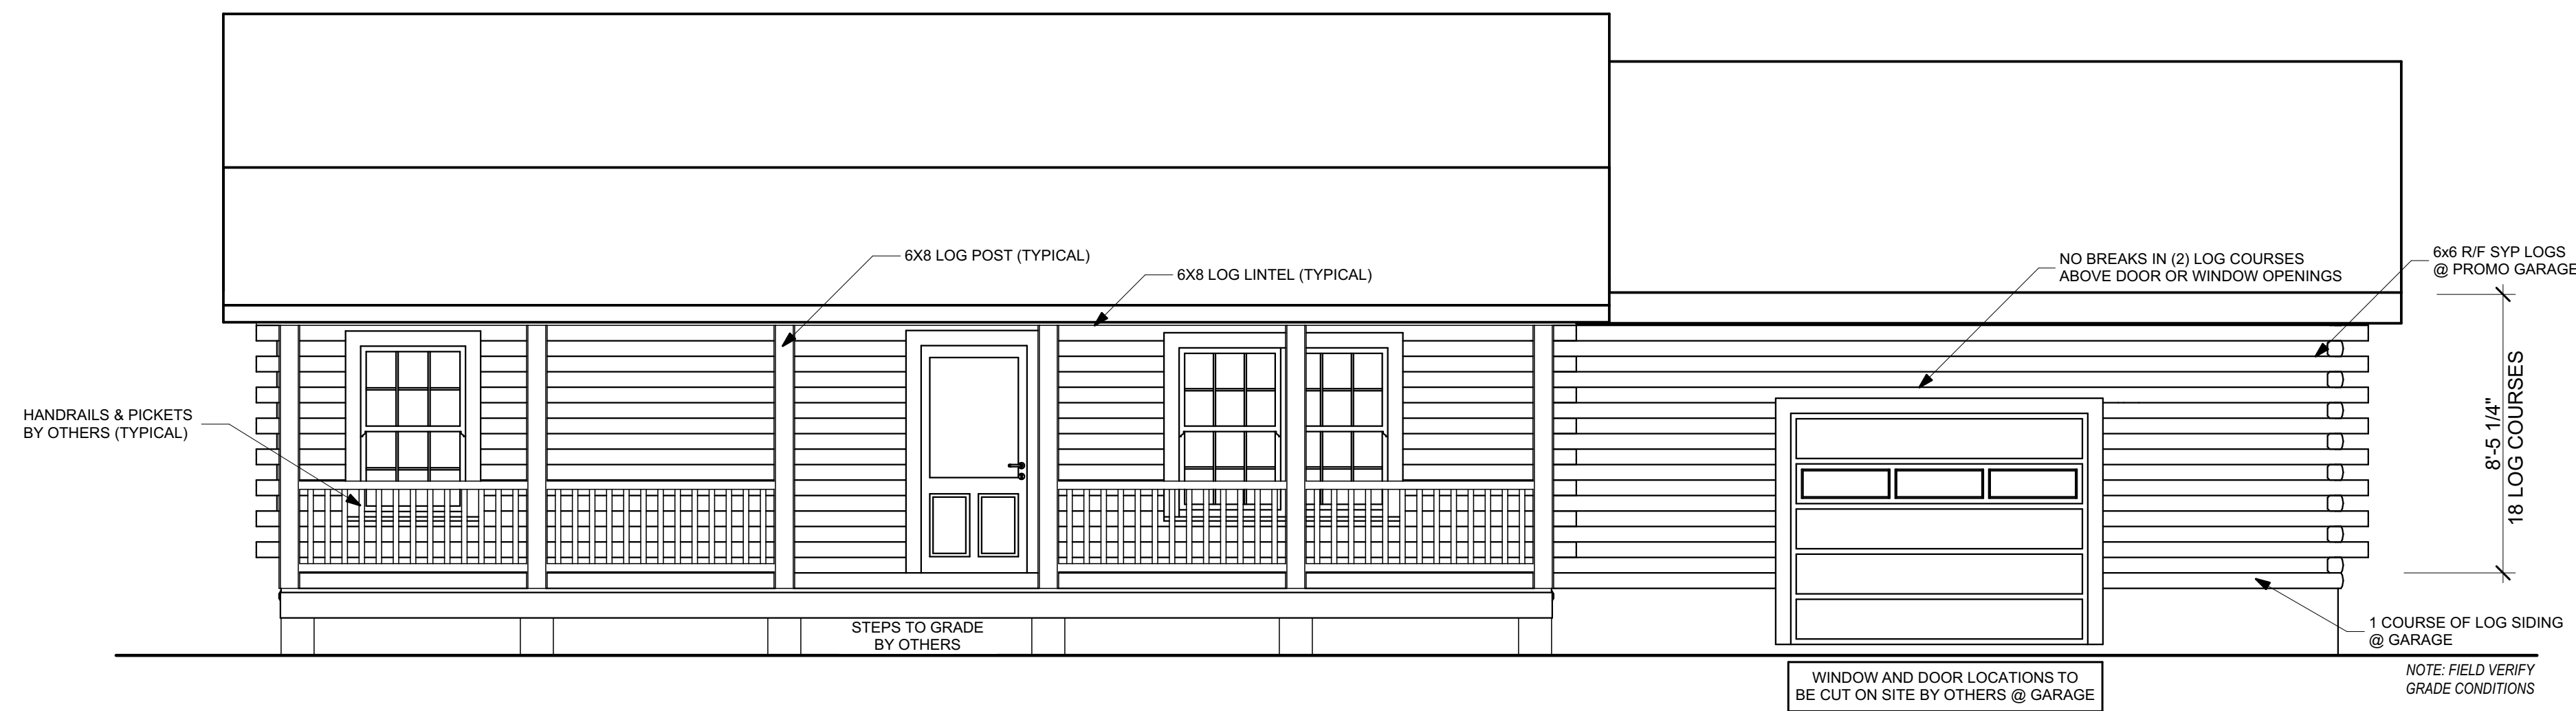 6X8 LOG POST (TYPICAL)
6X8 LOG LINTEL (TYPICAL)
NO BREAKS IN (2) LOG COURSES
ABOVE DOOR OR WINDOW OPENINGS
6x6 R/F SYP LOGS
@ PROMO GARAGE
HANDRAILS & PICKETS
BY OTHERS (TYPICAL)
8'-5 1/4"
18 LOG COURSES
STEPS TO GRADE
BY OTHERS
1 COURSE OF LOG SIDING
@ GARAGE
WINDOW AND DOOR LOCATIONS TO
BE CUT ON SITE BY OTHERS @ GARAGE
NOTE: FIELD VERIFY
GRADE CONDITIONS